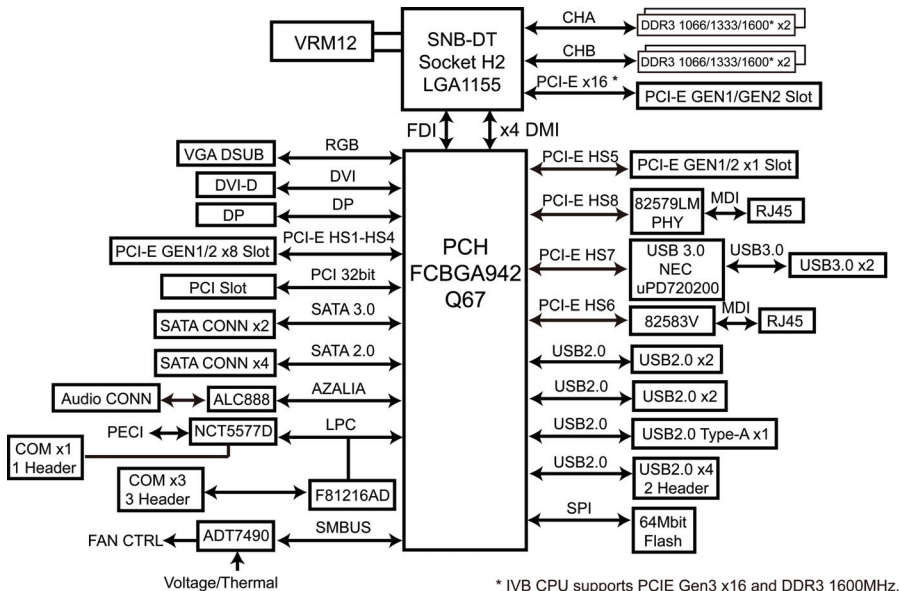 VRM12
SNB-DT
Socket H2
LGA1155
CHA
DDR3 1066/1333/1600* x2
CHB
DDR3 1066/1333/1600* x2
PCI-E x16 *
PCI-E GEN1/GEN2 Slot
FDI
x4 DMI
PCH
FCBGA942
Q67
VGA DSUB
RGB
DVI-D
DVI
DP
DP
PCI-E GEN1/2 x8 Slot
PCI-E HS1-HS4
PCI Slot
PCI 32bit
SATA CONN x2
SATA 3.0
SATA CONN x4
SATA 2.0
Audio CONN
ALC888
AZALIA
PECI
NCT5577D
LPC
COM x1
1 Header
COM x3
3 Header
F81216AD
FAN CTRL
ADT7490
SMBUS
Voltage/Thermal
PCI-E HS5
PCI-E GEN1/2 x1 Slot
PCI-E HS8
82579LM
PHY
MDI
RJ45
PCI-E HS7
USB 3.0
NEC
uPD720200
USB3.0
USB3.0 x2
PCI-E HS6
82583V
MDI
RJ45
USB2.0
USB2.0 x2
USB2.0
USB2.0 x2
USB2.0
USB2.0 Type-A x1
USB2.0
USB2.0 x4
2 Header
SPI
64Mbit
Flash
* IVB CPU supports PCIE Gen3 x16 and DDR3 1600MHz.